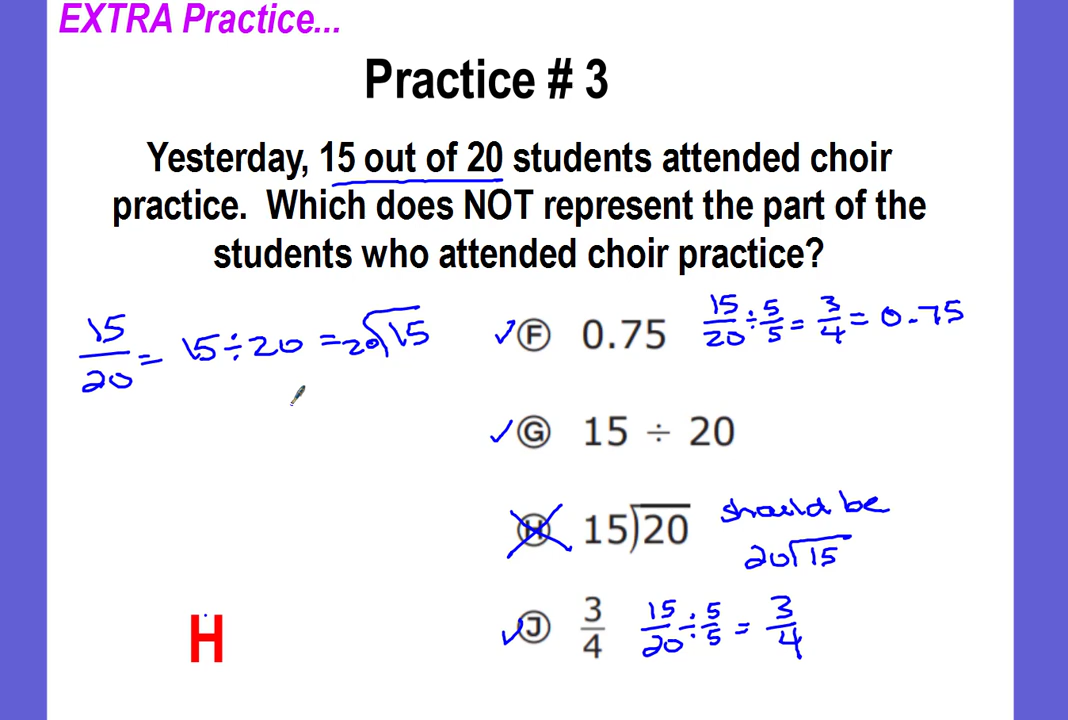 EXTRA Practice...
Practice # 3
Yesterday, 15 out of 20 students attended choir
practice. Which does NOT represent the part of the
students who attended choir practice?
15/20 = 15 ÷ 20 = 20⟌15
✓ Ⓕ 0.75 15/20 ÷ 5/5 = 3/4 = 0.75
✓ Ⓖ 15 ÷ 20
Ⓗ 15⟌20 should be
20⟌15
✓ Ⓙ 3/4 15/20 ÷ 5/5 = 3/4
H